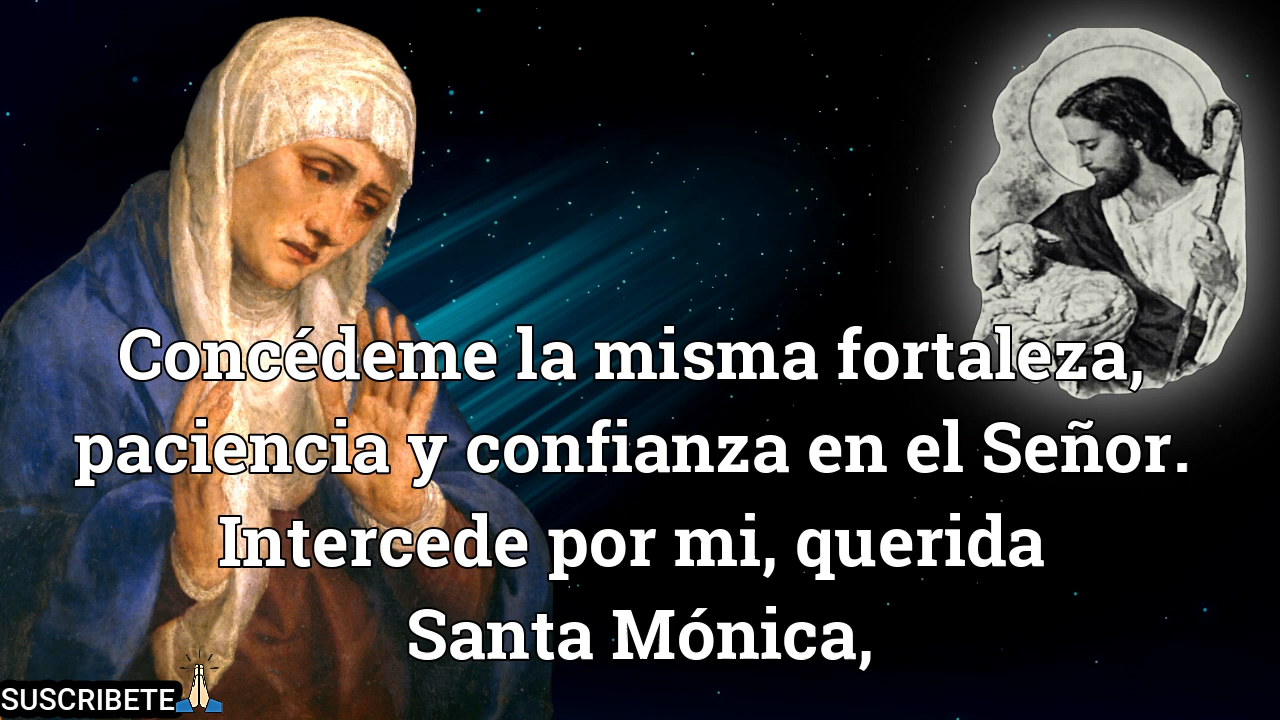 Concédeme la misma fortaleza,
paciencia y confianza en el Señor.
Intercede por mi, querida
Santa Mónica,
SUSCRIBETE